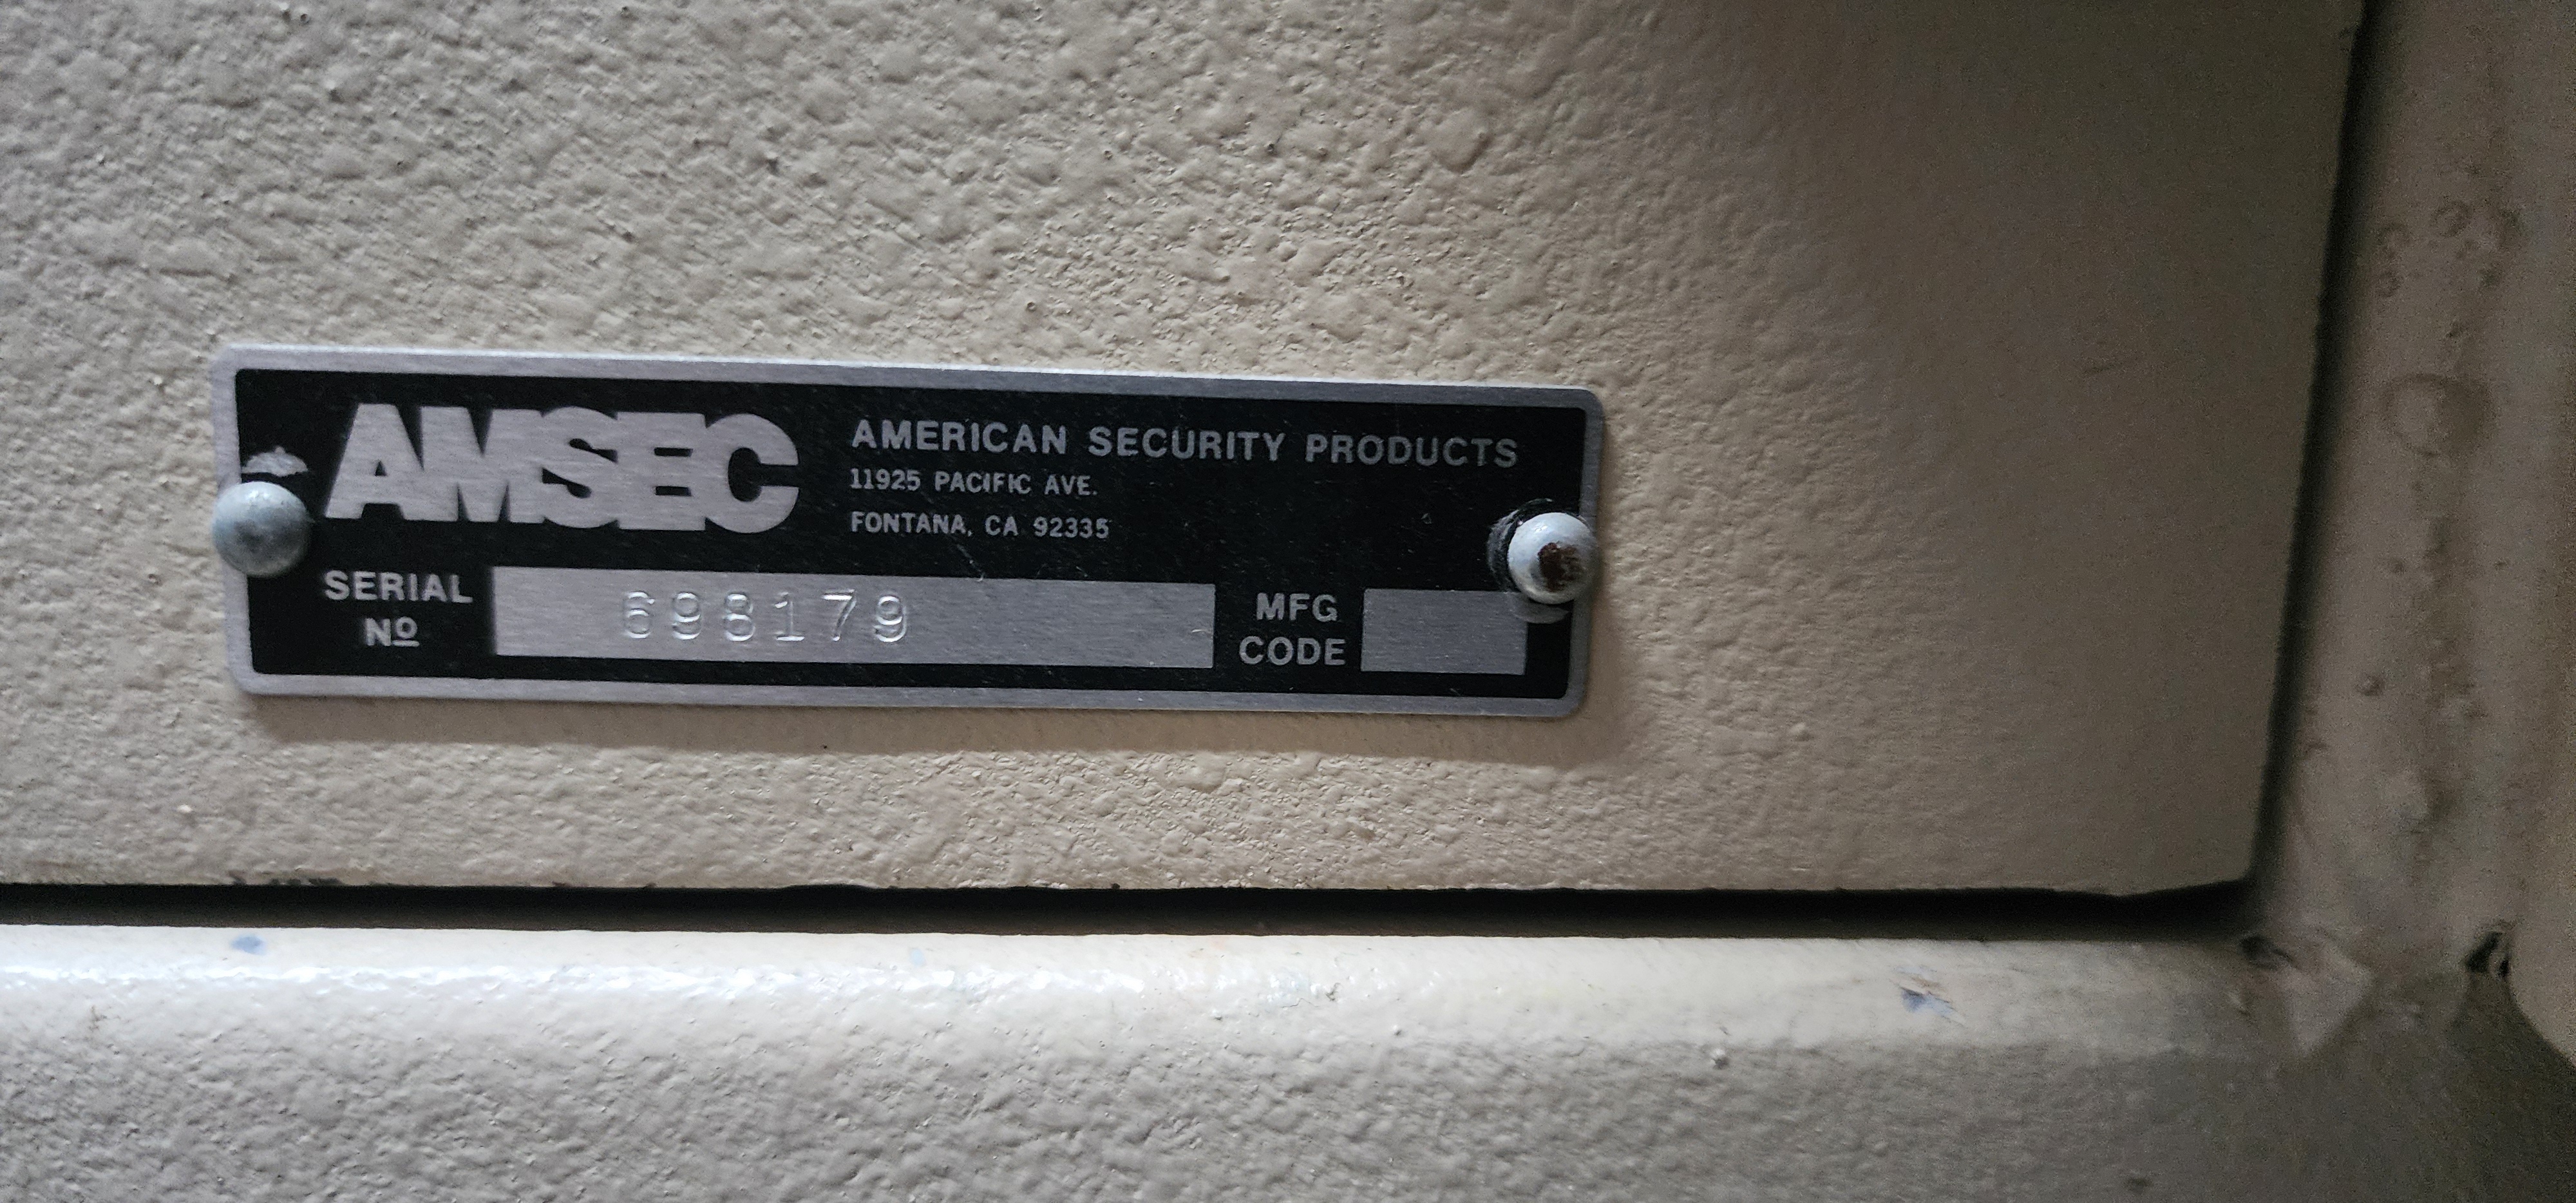 AMSEC
AMERICAN SECURITY PRODUCTS
11925 PACIFIC AVE.
FONTANA, CA 92335
SERIAL
Nº
698179
MFG
CODE